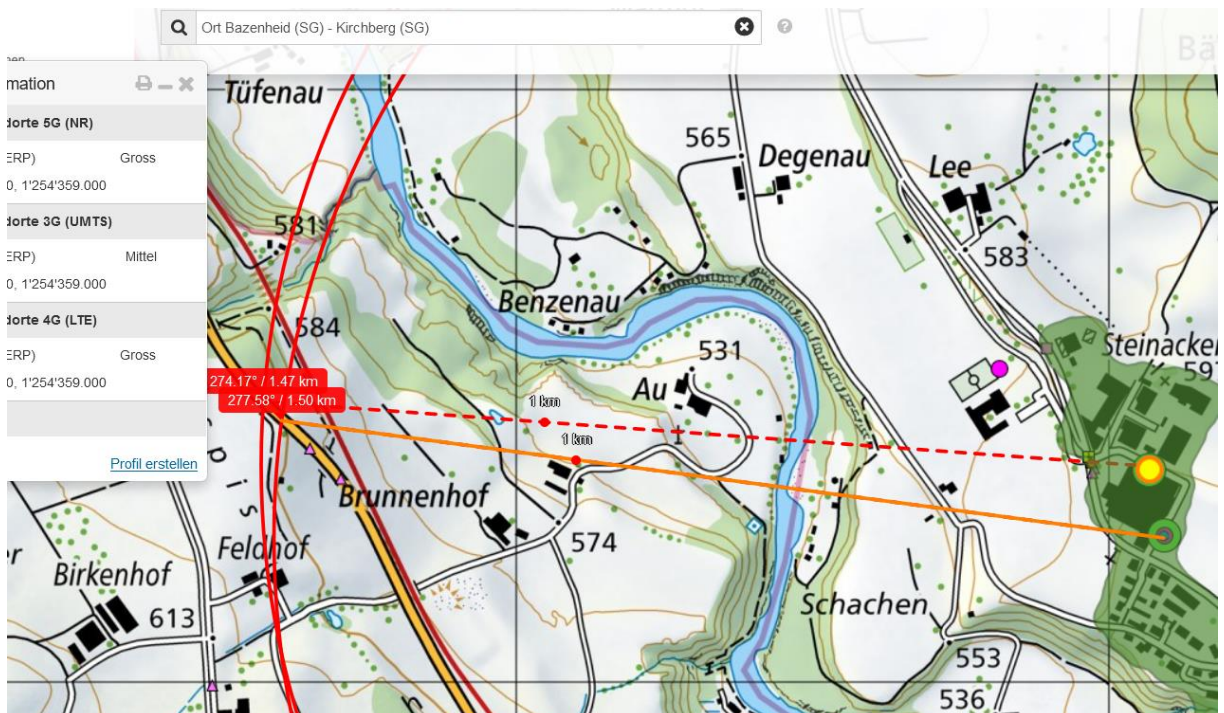 Ort Bazenheid (SG) - Kirchberg (SG)
mation
dorte 5G (NR)
ERP) Gross
0, 1'254'359.000
dorte 3G (UMTS)
ERP) Mittel
0, 1'254'359.000
dorte 4G (LTE)
ERP) Gross
0, 1'254'359.000
Profil erstellen
Tüfenau
565
Degenau
Lee
581
583
Benzenau
584
531
Steinacker
274.17° / 1.47 km
277.58° / 1.50 km
Au
1 km
1 km
Brunnenhof
574
Feldhof
Birkenhof
613
Schachen
553
536